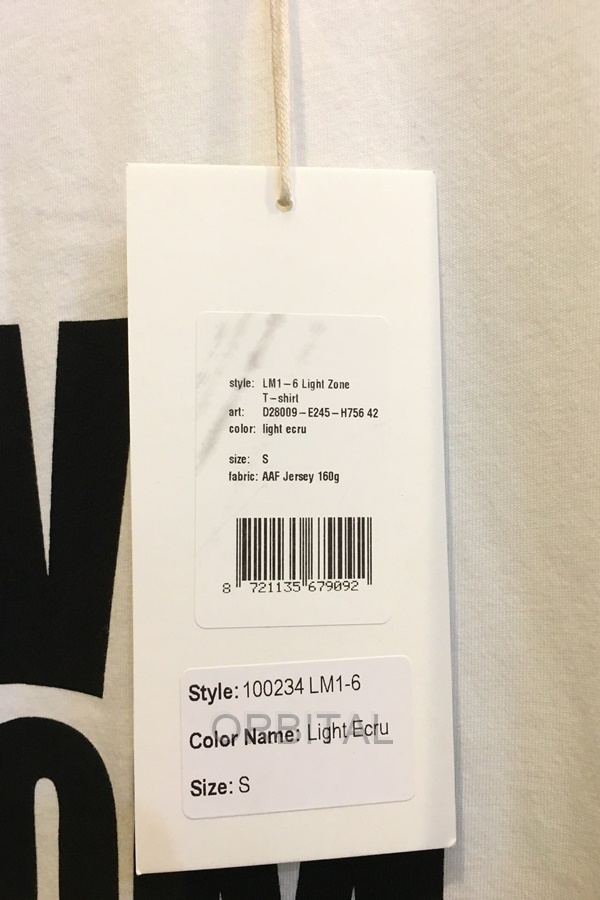 style: LM1-6 Light Zone
T-shirt
art: D28009-E245-H756 42
color: light ecru
size: S
fabric: AAF Jersey 160g
8 721135 679092
Style: 100234 LM1-6
ORBITAL
Color Name: Light Ecru
Size: S